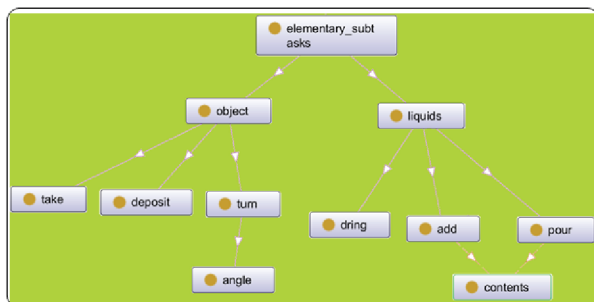 elementary_subt
asks
object
liquids
take
deposit
turn
dring
add
pour
angle
contents